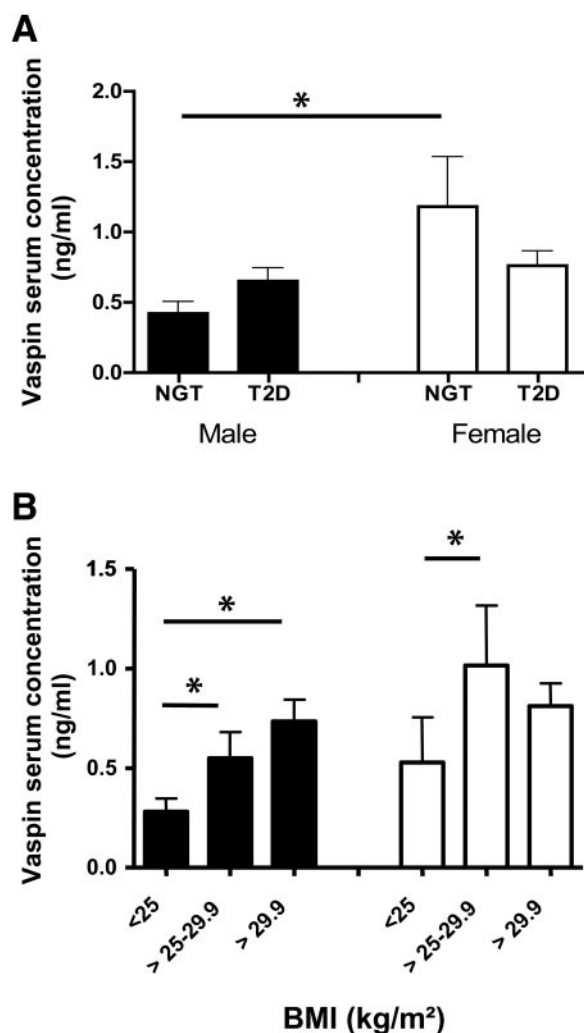 A
Vaspin serum concentration
(ng/ml)
2.0
1.5
1.0
0.5
0.0
*
NGT T2D NGT T2D
Male Female
B
Vaspin serum concentration
(ng/ml)
1.5
1.0
0.5
0.0
*
*
*
<25 > 25-29.9 > 29.9 <25 > 25-29.9 > 29.9
BMI (kg/m²)